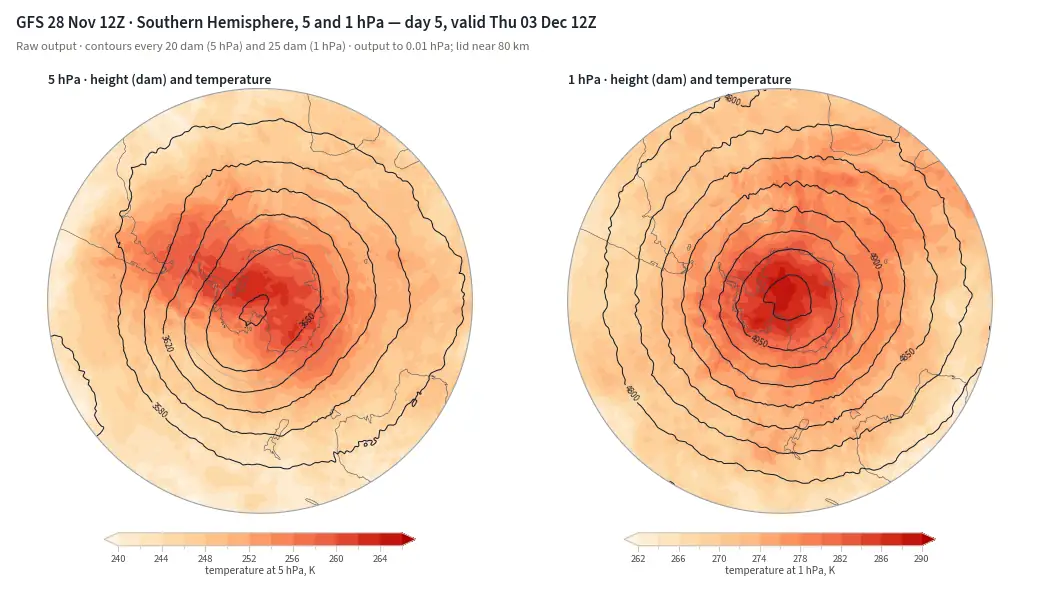 GFS 28 Nov 12Z · Southern Hemisphere, 5 and 1 hPa — day 5, valid Thu 03 Dec 12Z
Raw output · contours every 20 dam (5 hPa) and 25 dam (1 hPa) · output to 0.01 hPa; lid near 80 km
5 hPa · height (dam) and temperature
3620
3580
3660
240 244 248 252 256 260 264
temperature at 5 hPa, K
1 hPa · height (dam) and temperature
4800
4900
4950
4850
4800
262 266 270 274 278 282 286 290
temperature at 1 hPa, K